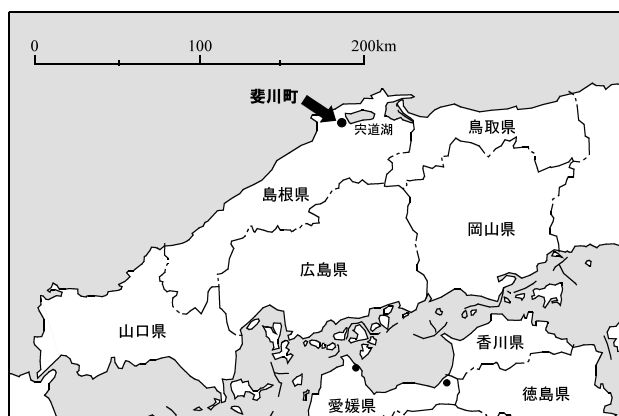 0 100 200km
斐川町
宍道湖
鳥取県
島根県
岡山県
広島県
山口県
香川県
愛媛県
徳島県